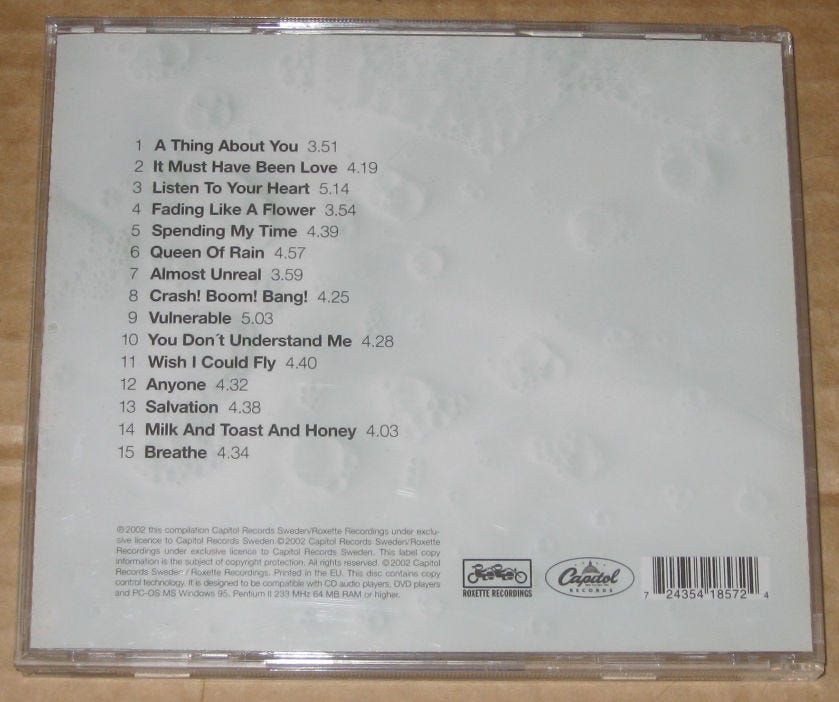 1 A Thing About You 3.51
2 It Must Have Been Love 4.19
3 Listen To Your Heart 5.14
4 Fading Like A Flower 3.54
5 Spending My Time 4.39
6 Queen Of Rain 4.57
7 Almost Unreal 3.59
8 Crash! Boom! Bang! 4.25
9 Vulnerable 5.03
10 You Don´t Understand Me 4.28
11 Wish I Could Fly 4.40
12 Anyone 4.32
13 Salvation 4.38
14 Milk And Toast And Honey 4.03
15 Breathe 4.34
℗2002 this compilation Capitol Records Sweden/Roxette Recordings under exclu-
sive licence to Capitol Records Sweden.©2002 Capitol Records Sweden/Roxette
Recordings under exclusive licence to Capitol Records Sweden. This label copy
information is the subject of copyright protection. All rights reserved. ©2002 Capitol
Records Sweden / Roxette Recordings. Printed in the EU. This disc contains copy
control technology. It is designed to be compatible with CD audio players, DVD players
and PC-OS MS Windows 95, Pentium II 233 MHz 64 MB RAM or higher.
ROXETTE RECORDINGS
Capitol
RECORDS
7 24354 18572 4